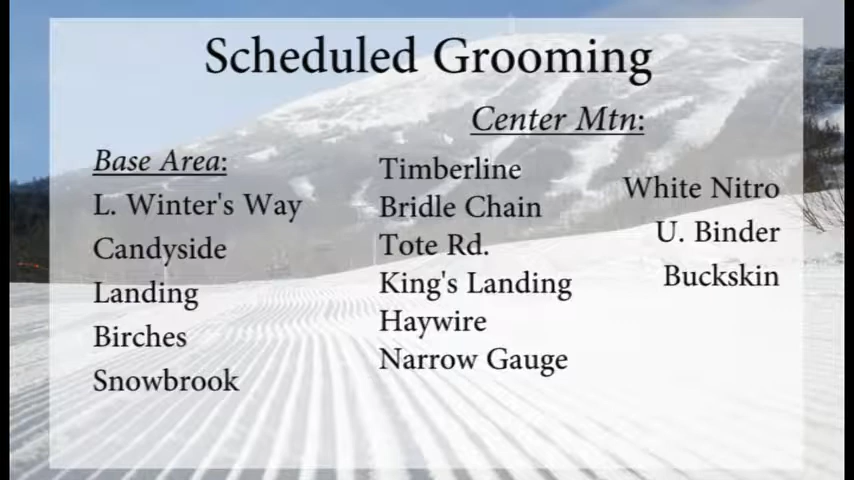 Scheduled Grooming
Base Area:
L. Winter's Way
Candyside
Landing
Birches
Snowbrook
Center Mtn:
Timberline
Bridle Chain
Tote Rd.
King's Landing
Haywire
Narrow Gauge
White Nitro
U. Binder
Buckskin